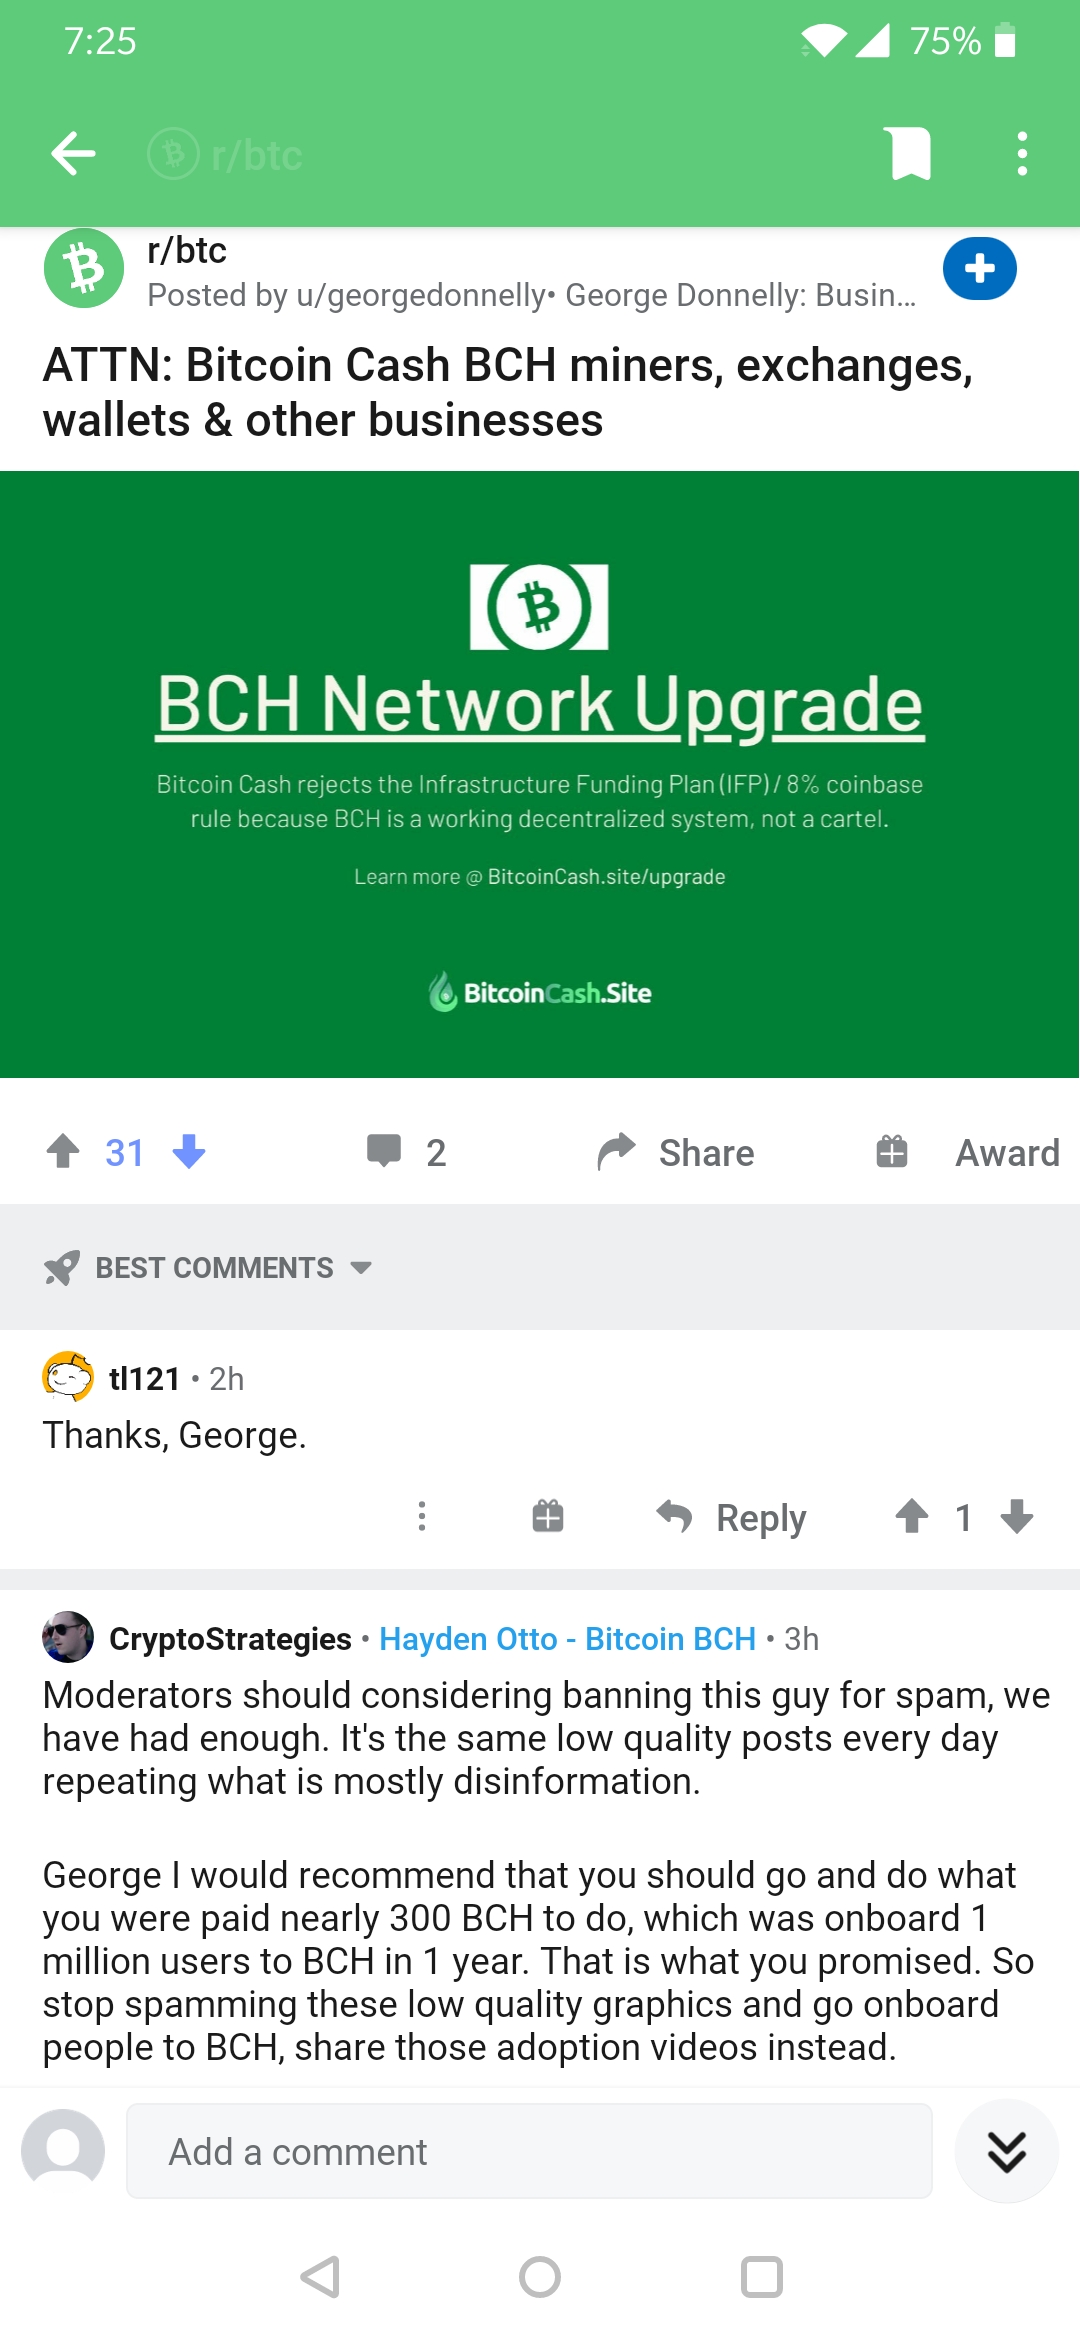 7:25
75%
r/btc
r/btc
Posted by u/georgedonnelly• George Donnelly: Busin...
ATTN: Bitcoin Cash BCH miners, exchanges,
wallets & other businesses
BCH Network Upgrade
Bitcoin Cash rejects the Infrastructure Funding Plan (IFP) / 8% coinbase
rule because BCH is a working decentralized system, not a cartel.
Learn more @ BitcoinCash.site/upgrade
BitcoinCash.Site
31
2
Share
Award
BEST COMMENTS
tl121 • 2h
Thanks, George.
Reply
1
CryptoStrategies • Hayden Otto - Bitcoin BCH • 3h
Moderators should considering banning this guy for spam, we
have had enough. It's the same low quality posts every day
repeating what is mostly disinformation.
George I would recommend that you should go and do what
you were paid nearly 300 BCH to do, which was onboard 1
million users to BCH in 1 year. That is what you promised. So
stop spamming these low quality graphics and go onboard
people to BCH, share those adoption videos instead.
Add a comment